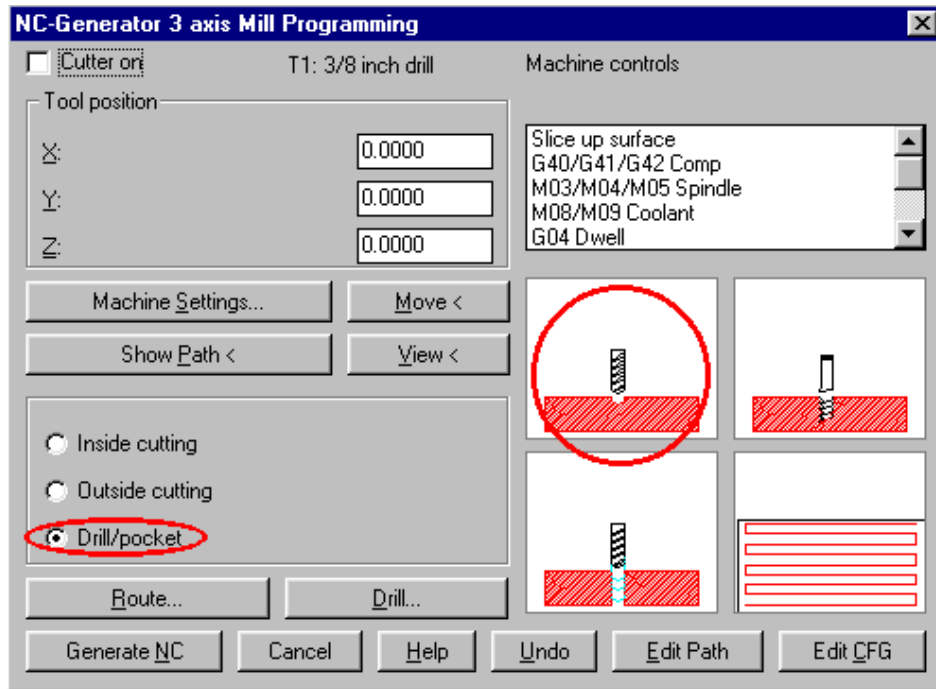 NC-Generator 3 axis Mill Programming
Cutter on
T1: 3/8 inch drill
Machine controls
Tool position
X:
0.0000
Y:
0.0000
Z:
0.0000
Slice up surface
G40/G41/G42 Comp
M03/M04/M05 Spindle
M08/M09 Coolant
G04 Dwell
Machine Settings...
Move <
Show Path <
View <
Inside cutting
Outside cutting
Drill/pocket
Route...
Drill...
Generate NC
Cancel
Help
Undo
Edit Path
Edit CFG